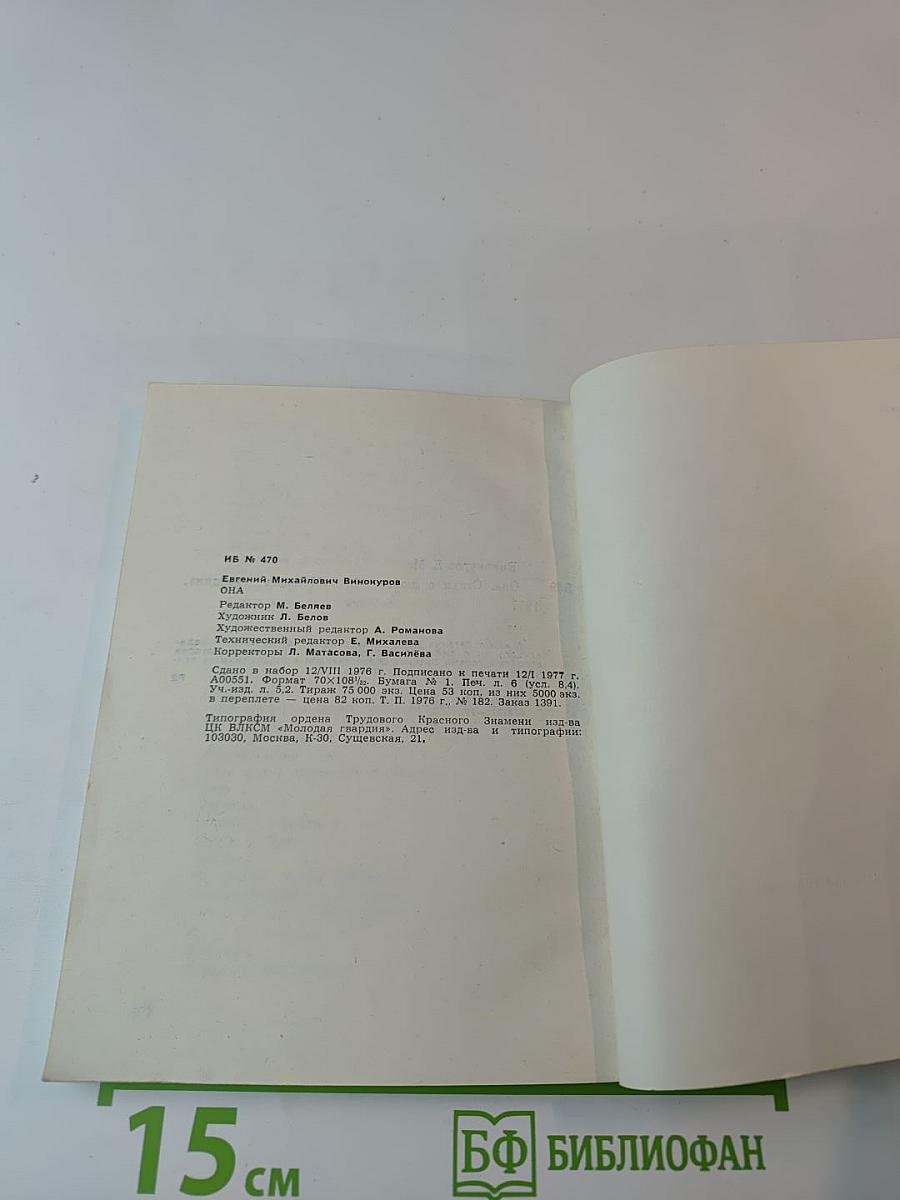 ИБ № 470
Евгений Михайлович Винокуров
ОНА
Редактор М. Беляев
Художник Л. Белов
Художественный редактор А. Романова
Технический редактор Е. Михалева
Корректоры Л. Матасова, Г. Василёва
Сдано в набор 12/VIII 1976 г. Подписано к печати 12/I 1977 г.
А00551. Формат 70×108¹/₃₂. Бумага № 1. Печ. л. 6 (усл. 8,4).
Уч.-изд. л. 5,2. Тираж 75 000 экз. Цена 53 коп, из них 5000 экз.
в переплете — цена 82 коп. Т. П. 1976 г., № 182. Заказ 1391.
Типография ордена Трудового Красного Знамени изд-ва
ЦК ВЛКСМ «Молодая гвардия». Адрес изд-ва и типографии:
103030, Москва, К-30, Сущевская, 21.
15 см
БФ БИБЛИОФАН